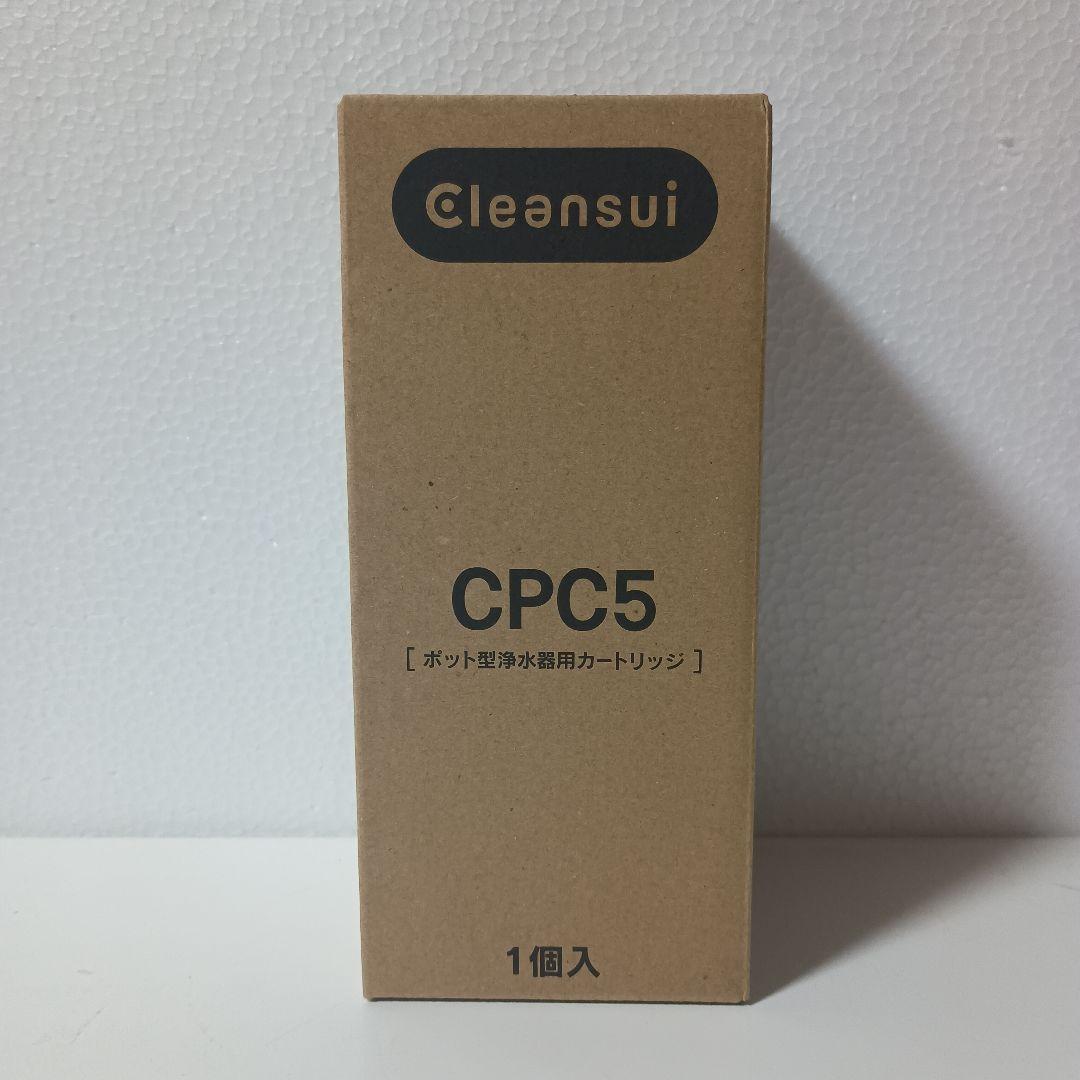 Cleansui
CPC5
[ ポット型浄水器用カートリッジ ]
1個入